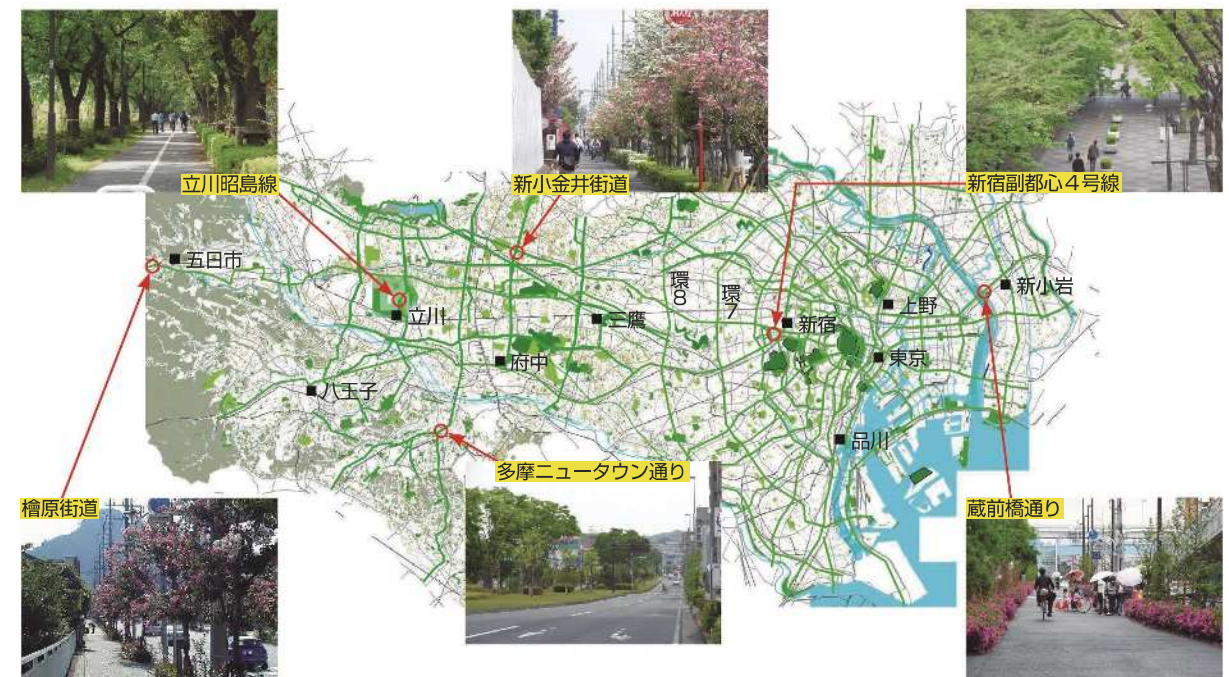 立川昭島線
新小金井街道
新宿副都心4号線
五日市
立川
三鷹
環8
環7
新宿
上野
新小岩
府中
東京
八王子
品川
多摩ニュータウン通り
檜原街道
蔵前橋通り